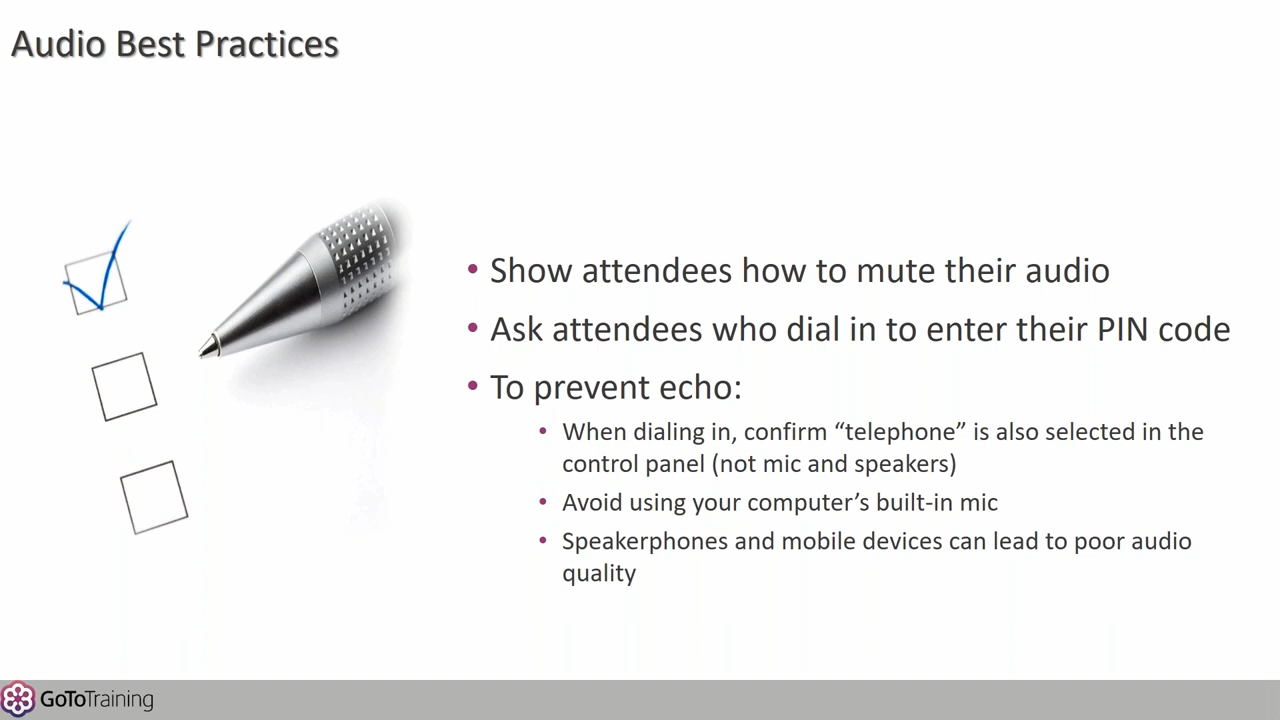 Audio Best Practices
• Show attendees how to mute their audio
• Ask attendees who dial in to enter their PIN code
• To prevent echo:
• When dialing in, confirm “telephone” is also selected in the
control panel (not mic and speakers)
• Avoid using your computer’s built-in mic
• Speakerphones and mobile devices can lead to poor audio
quality
GoToTraining